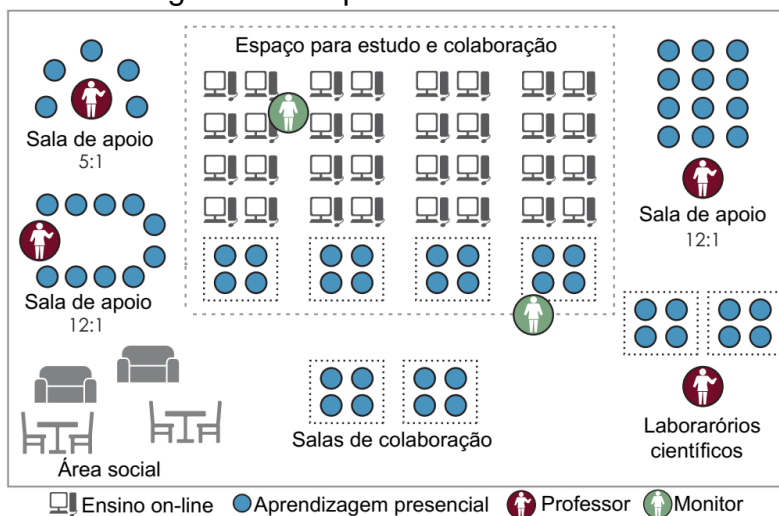 Espaço para estudo e colaboração
Sala de apoio
5:1
Sala de apoio
12:1
Sala de apoio
12:1
Área social
Salas de colaboração
Laborarórios
científicos
Ensino on-line
Aprendizagem presencial
Professor
Monitor